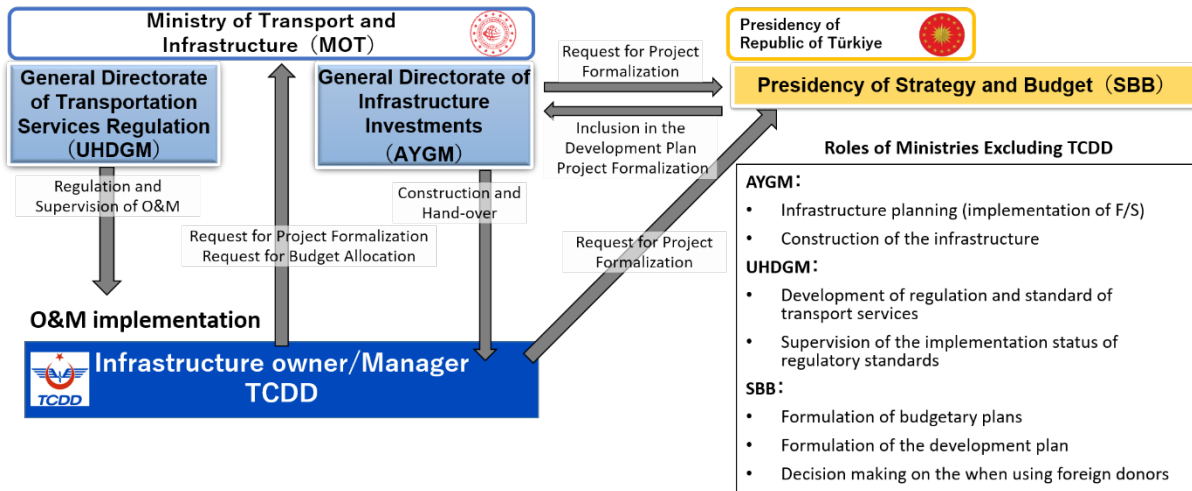 Ministry of Transport and
Infrastructure（MOT）
General Directorate
of Transportation
Services Regulation
(UHDGM)
General Directorate of
Infrastructure
Investments
(AYGM)
Request for Project
Formalization
Inclusion in the
Development Plan
Project Formalization
Presidency of
Republic of Türkiye
Presidency of Strategy and Budget（SBB）
Regulation and
Supervision of O&M
Construction and
Hand-over
Request for Project Formalization
Request for Budget Allocation
Request for Project
Formalization
O&M implementation
Infrastructure owner/Manager
TCDD
TCDD
Roles of Ministries Excluding TCDD
AYGM：
• Infrastructure planning (implementation of F/S)
• Construction of the infrastructure
UHDGM：
• Development of regulation and standard of
transport services
• Supervision of the implementation status of
regulatory standards
SBB：
• Formulation of budgetary plans
• Formulation of the development plan
• Decision making on the when using foreign donors